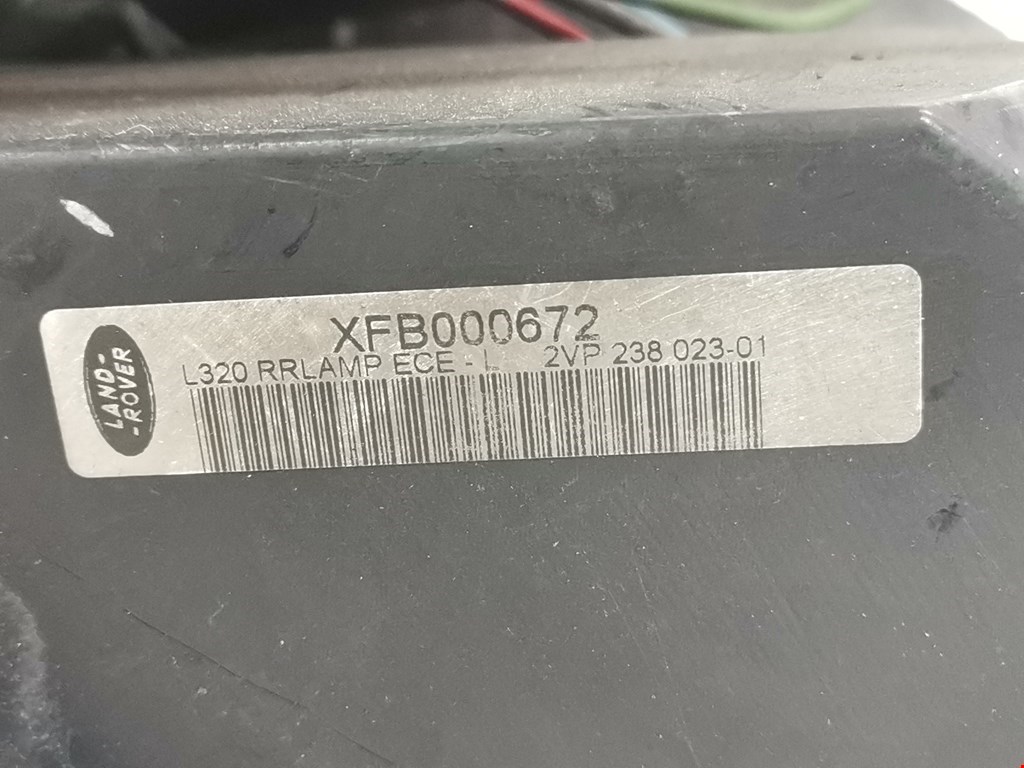 XFB000672
L320 RRLAMP ECE - L 2VP 238 023-01
LAND-
-ROVER